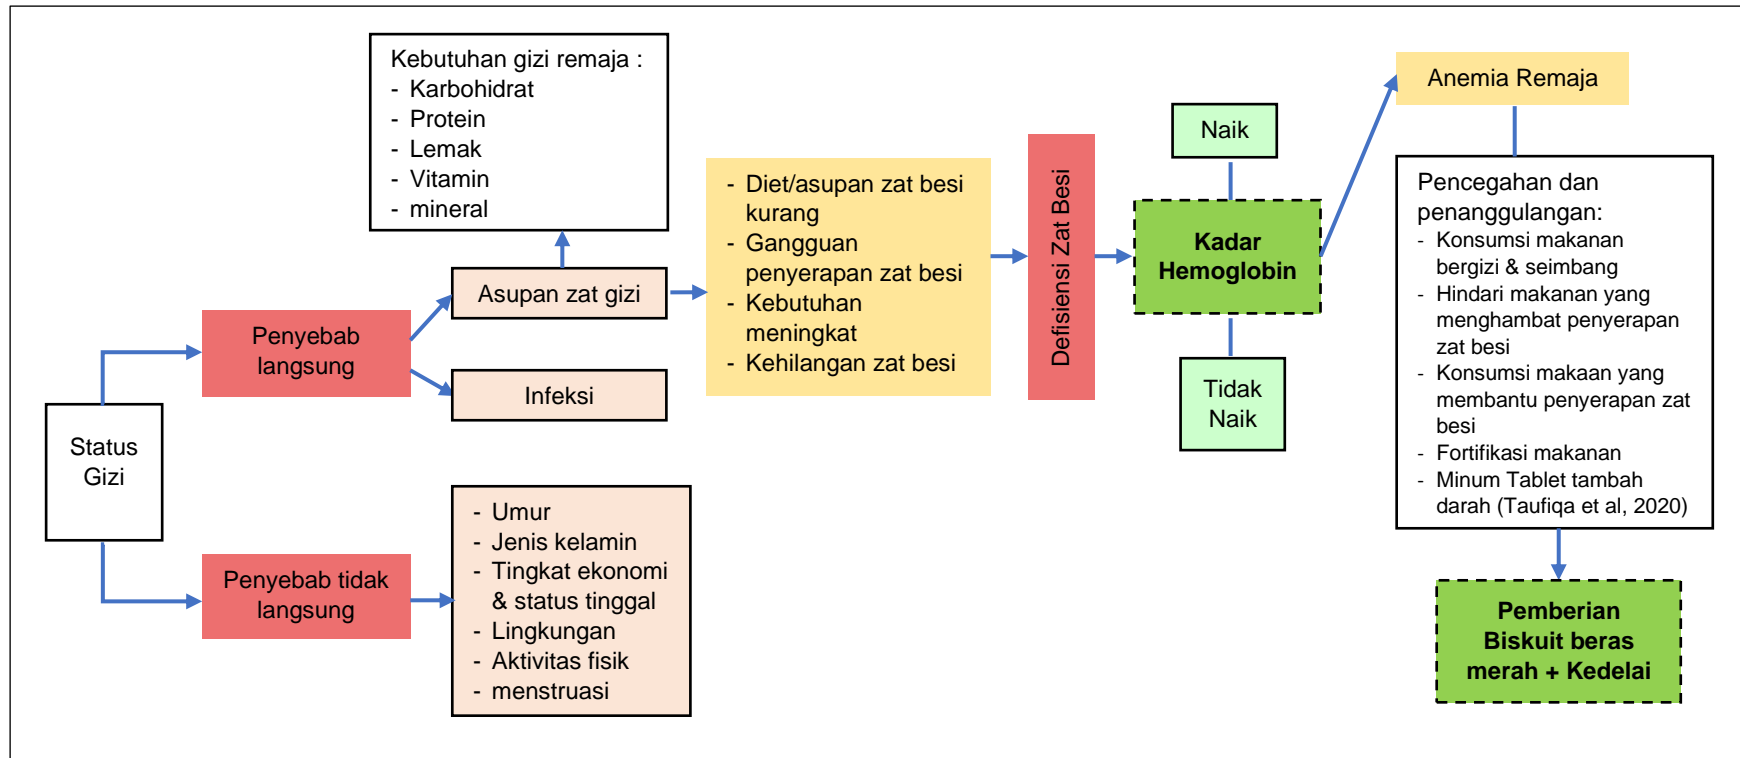 Kebutuhan gizi remaja :
- Karbohidrat
- Protein
- Lemak
- Vitamin
- mineral
Asupan zat gizi
Penyebab
langsung
Infeksi
Status
Gizi
Penyebab tidak
langsung
- Umur
- Jenis kelamin
- Tingkat ekonomi
& status tinggal
- Lingkungan
- Aktivitas fisik
- menstruasi
- Diet/asupan zat besi
kurang
- Gangguan
penyerapan zat besi
- Kebutuhan
meningkat
- Kehilangan zat besi
Defisiensi Zat Besi
Naik
Kadar
Hemoglobin
Tidak
Naik
Anemia Remaja
Pencegahan dan
penanggulangan:
- Konsumsi makanan
bergizi & seimbang
- Hindari makanan yang
menghambat penyerapan
zat besi
- Konsumsi makaan yang
membantu penyerapan zat
besi
- Fortifikasi makanan
- Minum Tablet tambah
darah (Taufiqa et al, 2020)
Pemberian
Biskuit beras
merah + Kedelai